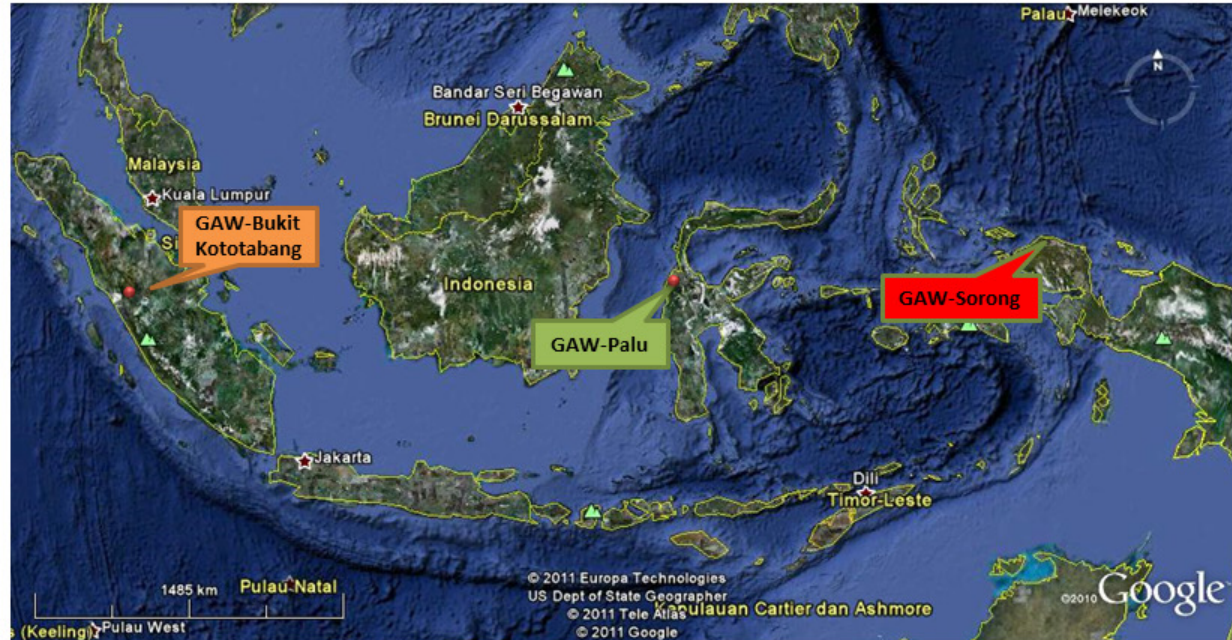 Palau
Melekeok
N
Bandar Seri Begawan
Brunei Darussalam
Malaysia
Kuala Lumpur
GAW-Bukit
Kototabang
Si
Indonesia
GAW-Sorong
GAW-Palu
Jakarta
Dili
Timor-Leste
1485 km
Pulau Natal
© 2011 Europa Technologies
US Dept of State Geographer
© 2011 Tele Atlas
© 2011 Google
Kepulauan Cartier dan Ashmore
©2010 Google
s (Keeling)
Pulau West